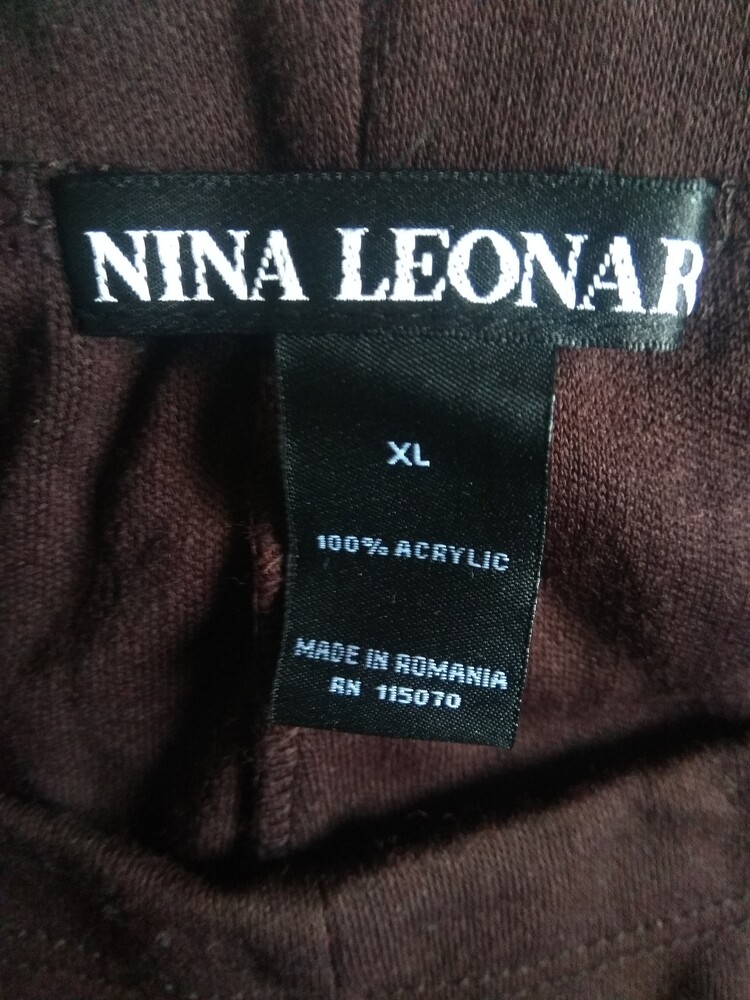 NINA LEONAR
XL
100% ACRYLIC
MADE IN ROMANIA
RN 115070